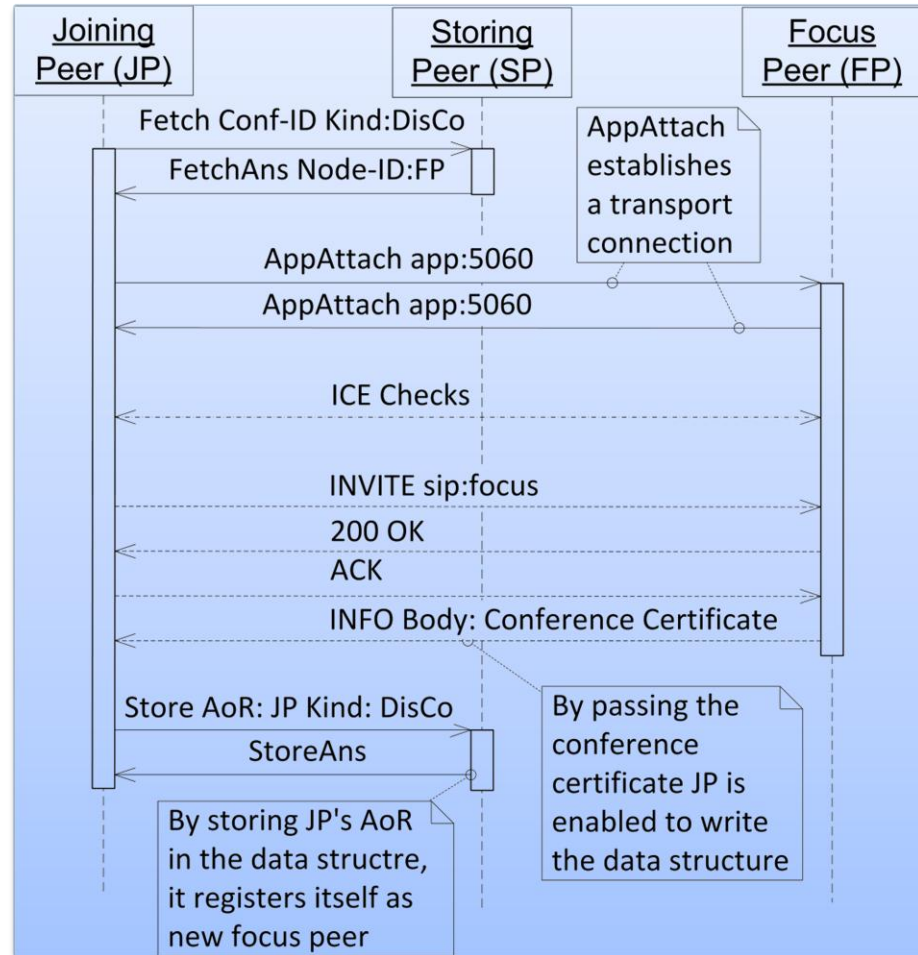 Joining
Peer (JP)
Storing
Peer (SP)
Focus
Peer (FP)
Fetch Conf-ID Kind:DisCo
FetchAns Node-ID:FP
AppAttach
establishes
a transport
connection
AppAttach app:5060
AppAttach app:5060
ICE Checks
INVITE sip:focus
200 OK
ACK
INFO Body: Conference Certificate
Store AoR: JP Kind: DisCo
StoreAns
By passing the
conference
certificate JP is
enabled to write
the data structure
By storing JP's AoR
in the data structre,
it registers itself as
new focus peer